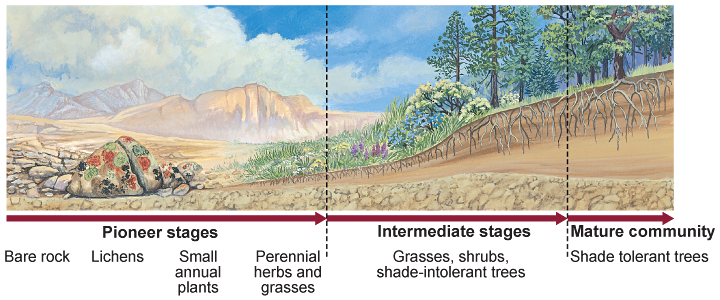 Pioneer stages
Intermediate stages
Mature community
Bare rock
Lichens
Small
annual
plants
Perennial
herbs and
grasses
Grasses, shrubs,
shade-intolerant trees
Shade tolerant trees